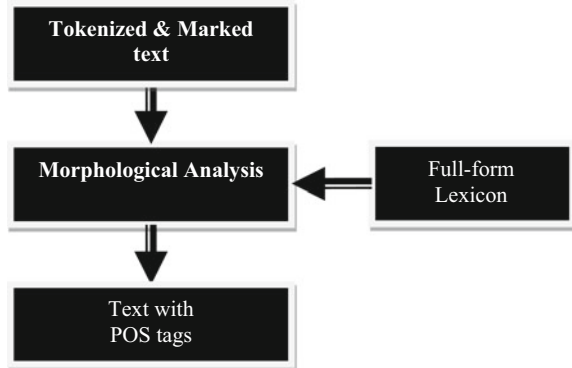 Tokenized & Marked
text
Morphological Analysis
Full-form
Lexicon
Text with
POS tags